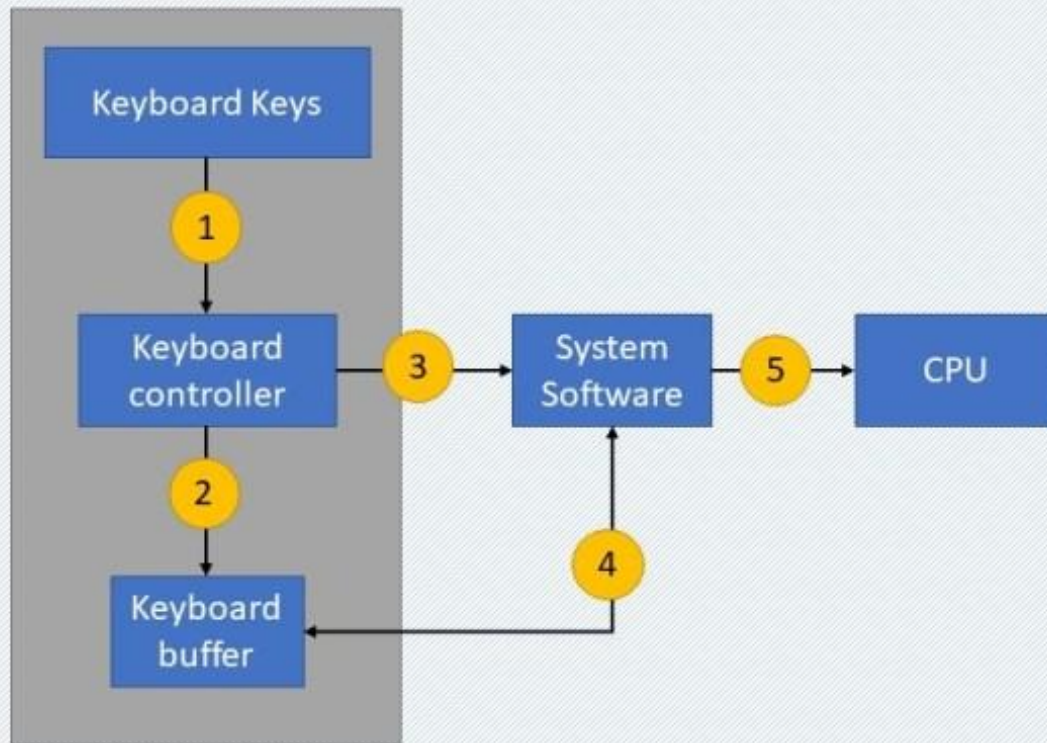 Keyboard Keys
1
Keyboard
controller
3
System
Software
5
CPU
2
4
Keyboard
buffer